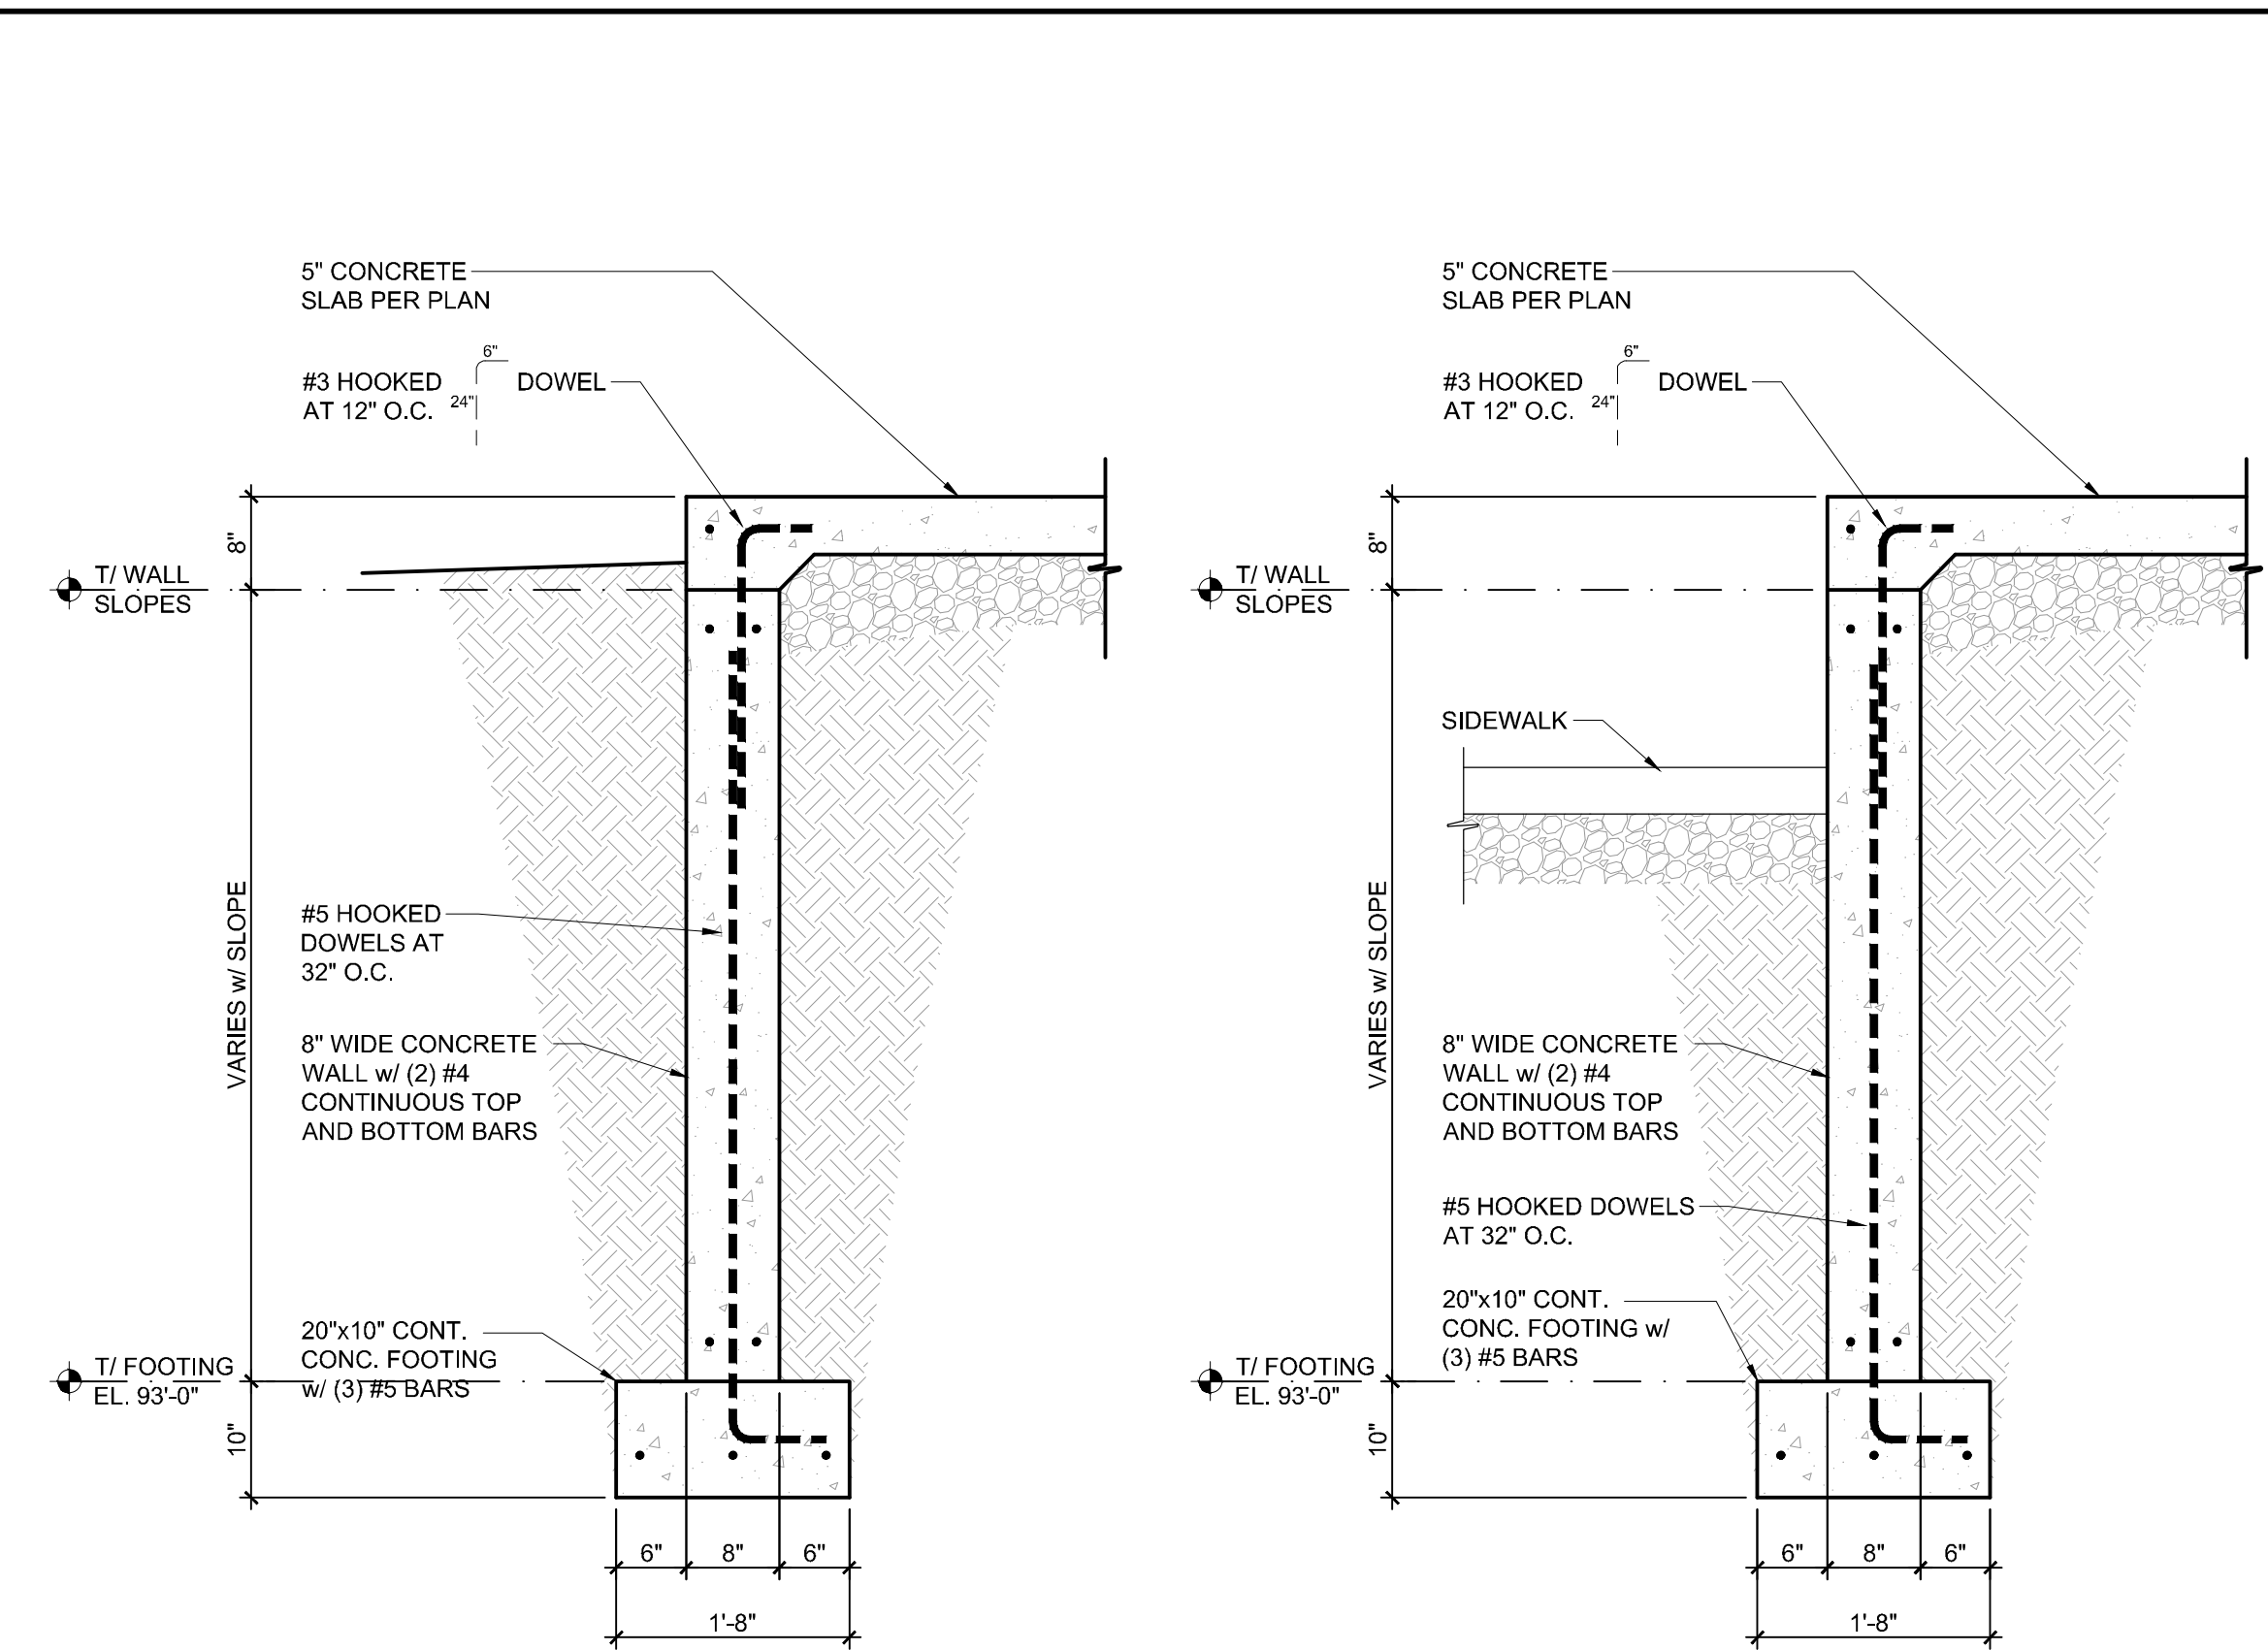 5" CONCRETE
SLAB PER PLAN
#3 HOOKED 6" DOWEL
AT 12" O.C. 24"
8"
T/ WALL
SLOPES
VARIES w/ SLOPE
#5 HOOKED
DOWELS AT
32" O.C.
8" WIDE CONCRETE
WALL w/ (2) #4
CONTINUOUS TOP
AND BOTTOM BARS
20"x10" CONT.
CONC. FOOTING
w/ (3) #5 BARS
T/ FOOTING
EL. 93'-0"
10"
6" 8" 6"
1'-8"
5" CONCRETE
SLAB PER PLAN
#3 HOOKED 6" DOWEL
AT 12" O.C. 24"
8"
T/ WALL
SLOPES
SIDEWALK
VARIES w/ SLOPE
8" WIDE CONCRETE
WALL w/ (2) #4
CONTINUOUS TOP
AND BOTTOM BARS
#5 HOOKED DOWELS
AT 32" O.C.
20"x10" CONT.
CONC. FOOTING w/
(3) #5 BARS
T/ FOOTING
EL. 93'-0"
10"
6" 8" 6"
1'-8"